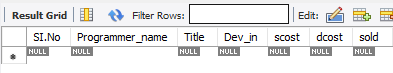 Result Grid Filter Rows: Edit:
SI.No Programmer_name Title Dev_in scost dcost sold
NULL NULL NULL NULL NULL NULL NULL